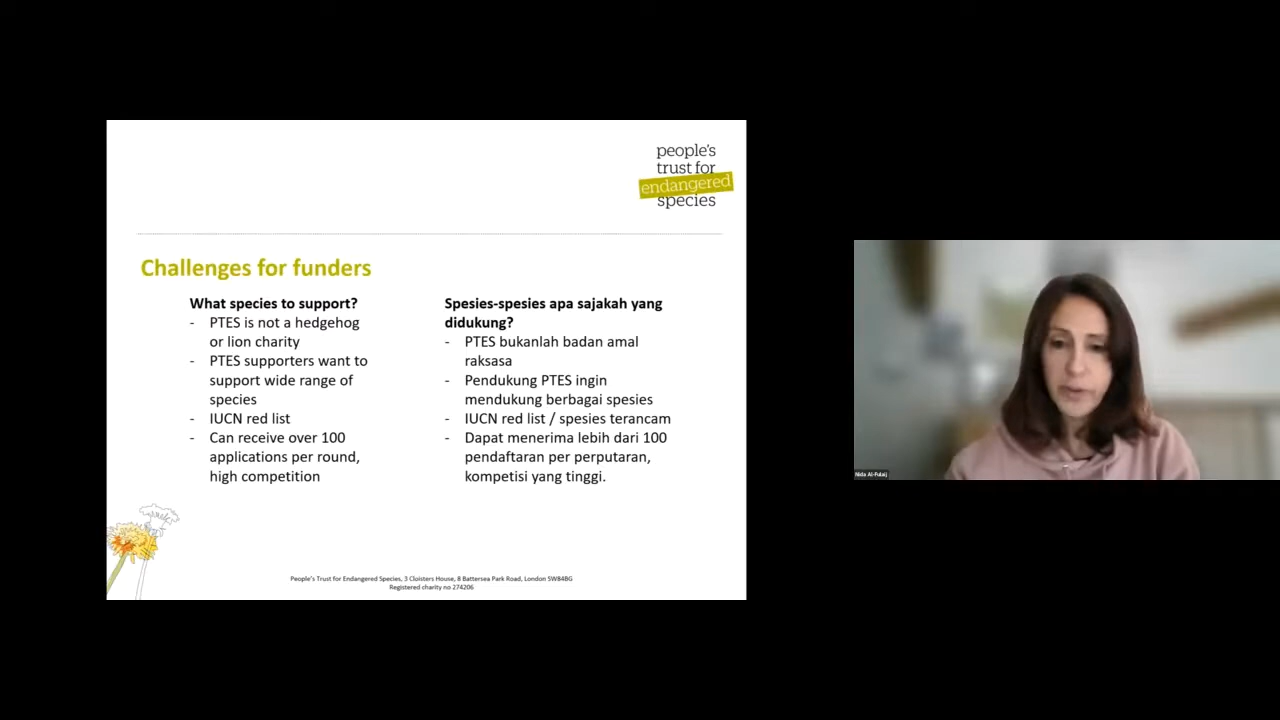 people's
trust for
endangered
species
Challenges for funders
What species to support?
- PTES is not a hedgehog
or lion charity
- PTES supporters want to
support wide range of
species
- IUCN red list
- Can receive over 100
applications per round,
high competition
Spesies-spesies apa sajakah yang
didukung?
- PTES bukanlah badan amal
raksasa
- Pendukung PTES ingin
mendukung berbagai spesies
- IUCN red list / spesies terancam
- Dapat menerima lebih dari 100
pendaftaran per perputaran,
kompetisi yang tinggi.
People's Trust for Endangered Species, 3 Cloisters House, 8 Battersea Park Road, London SW84BG
Registered charity no 274206
Nida Al-Fulaij